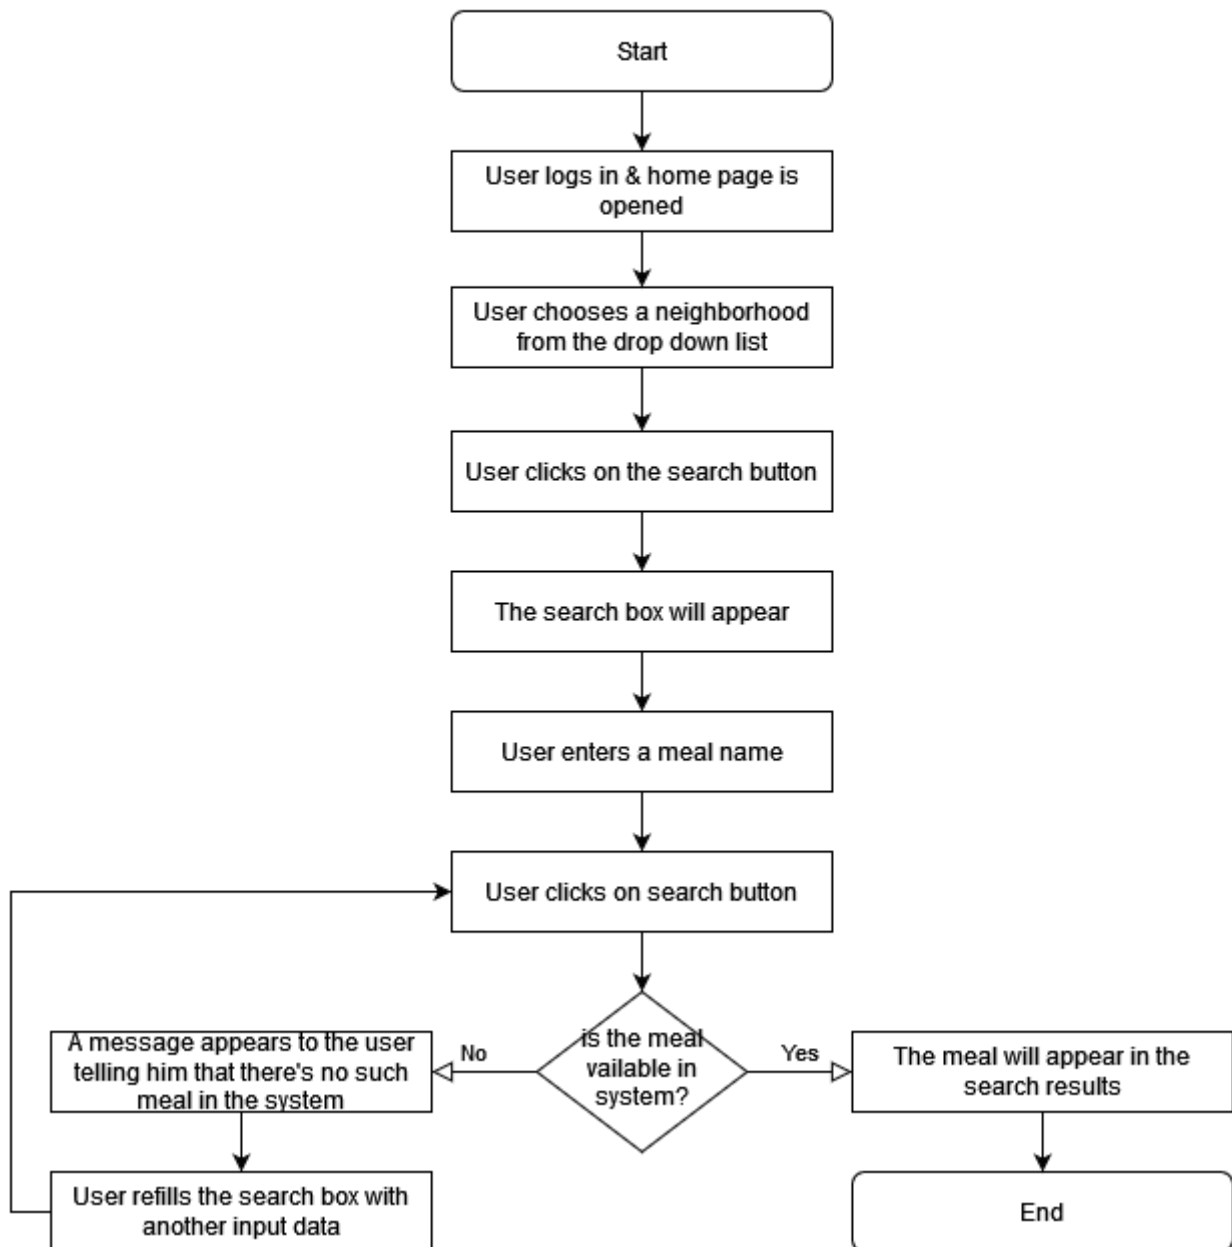 Start
User logs in & home page is
opened
User chooses a neighborhood
from the drop down list
User clicks on the search button
The search box will appear
User enters a meal name
User clicks on search button
is the meal
vailable in
system?
No
Yes
A message appears to the user
telling him that there's no such
meal in the system
The meal will appear in the
search results
User refills the search box with
another input data
End